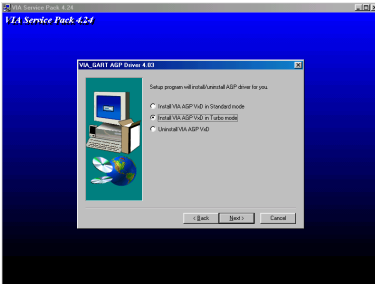 VIA Service Pack 4.24
VIA Service Pack 4.24
VIA_GART AGP Driver 4.03
Setup program will install/uninstall AGP driver for you.
Install VIA AGP VxD in Standard mode
Install VIA AGP VxD in Turbo mode
Uninstall VIA AGP VxD
< Back
Next >
Cancel